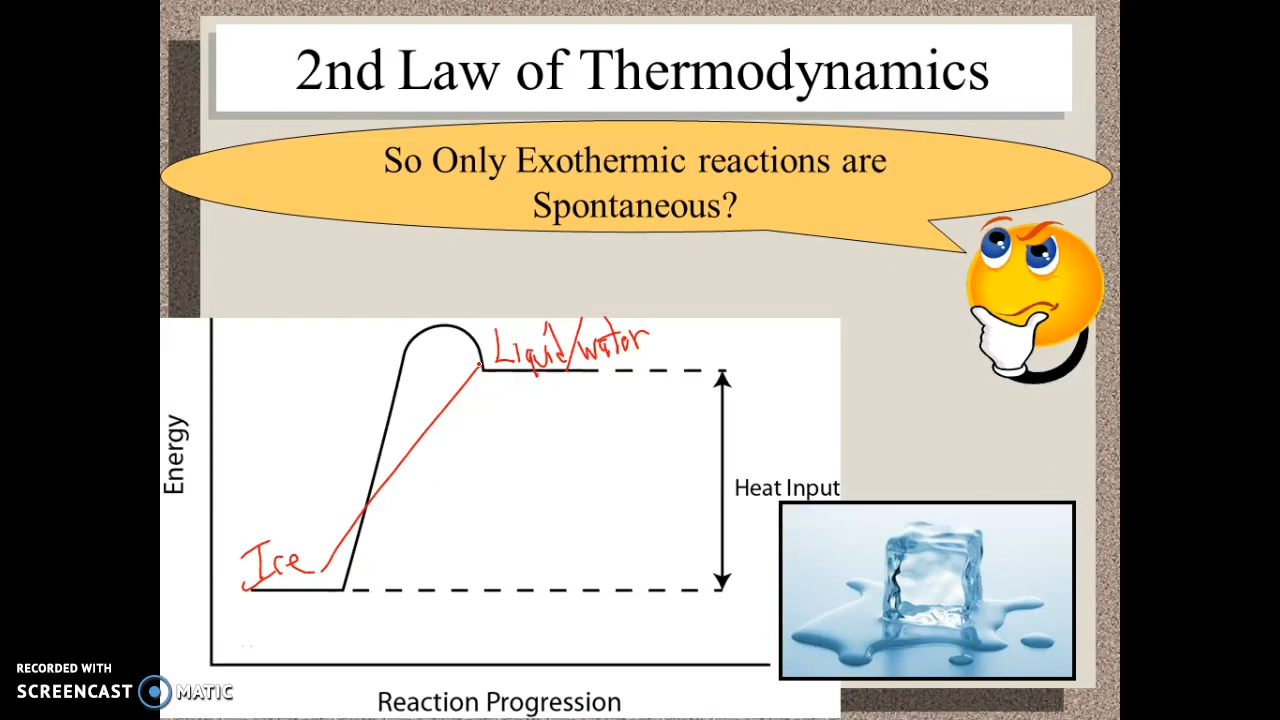 2nd Law of Thermodynamics
So Only Exothermic reactions are
Spontaneous?
Liquid/water
Energy
Heat Input
Ice
RECORDED WITH
SCREENCAST MATIC
Reaction Progression